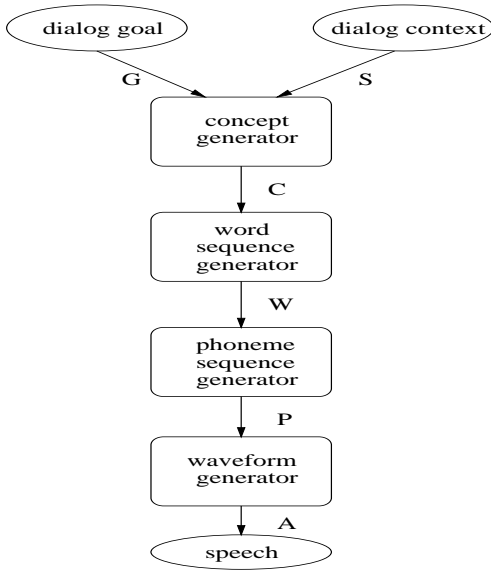 dialog goal
dialog context
G
S
concept
generator
C
word
sequence
generator
W
phoneme
sequence
generator
P
waveform
generator
A
speech